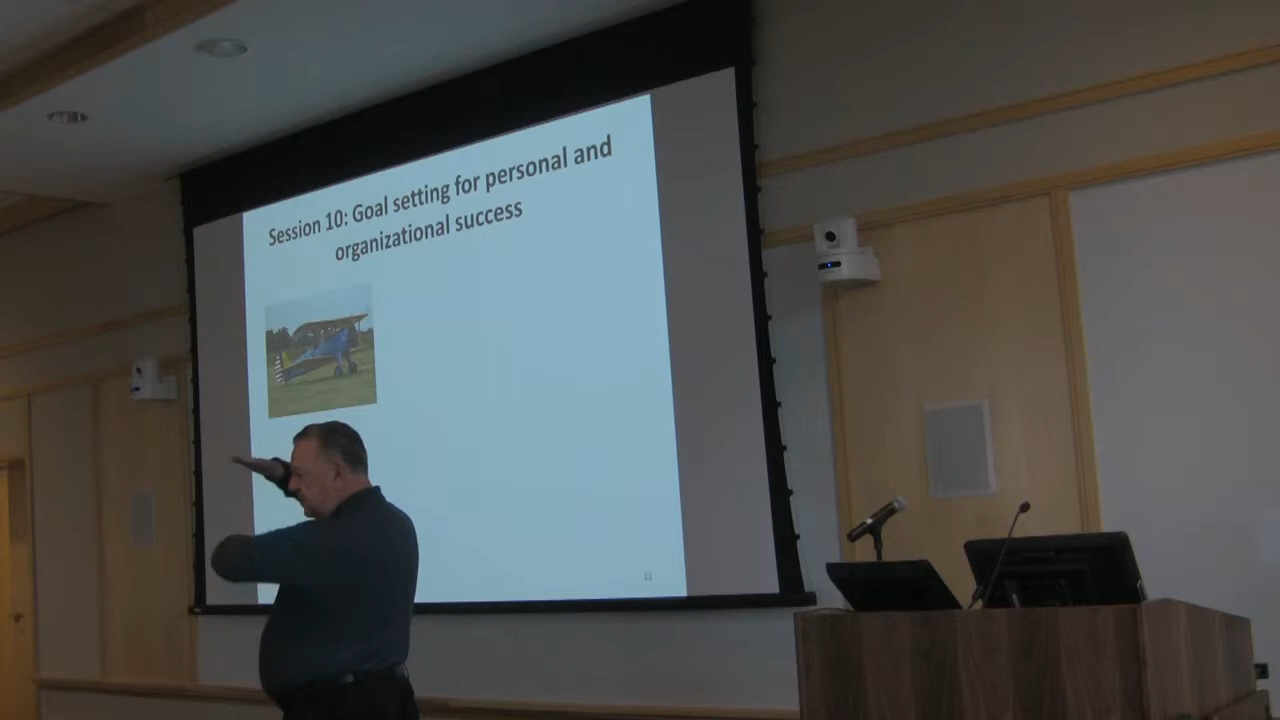 Session 10: Goal setting for personal and
organizational success